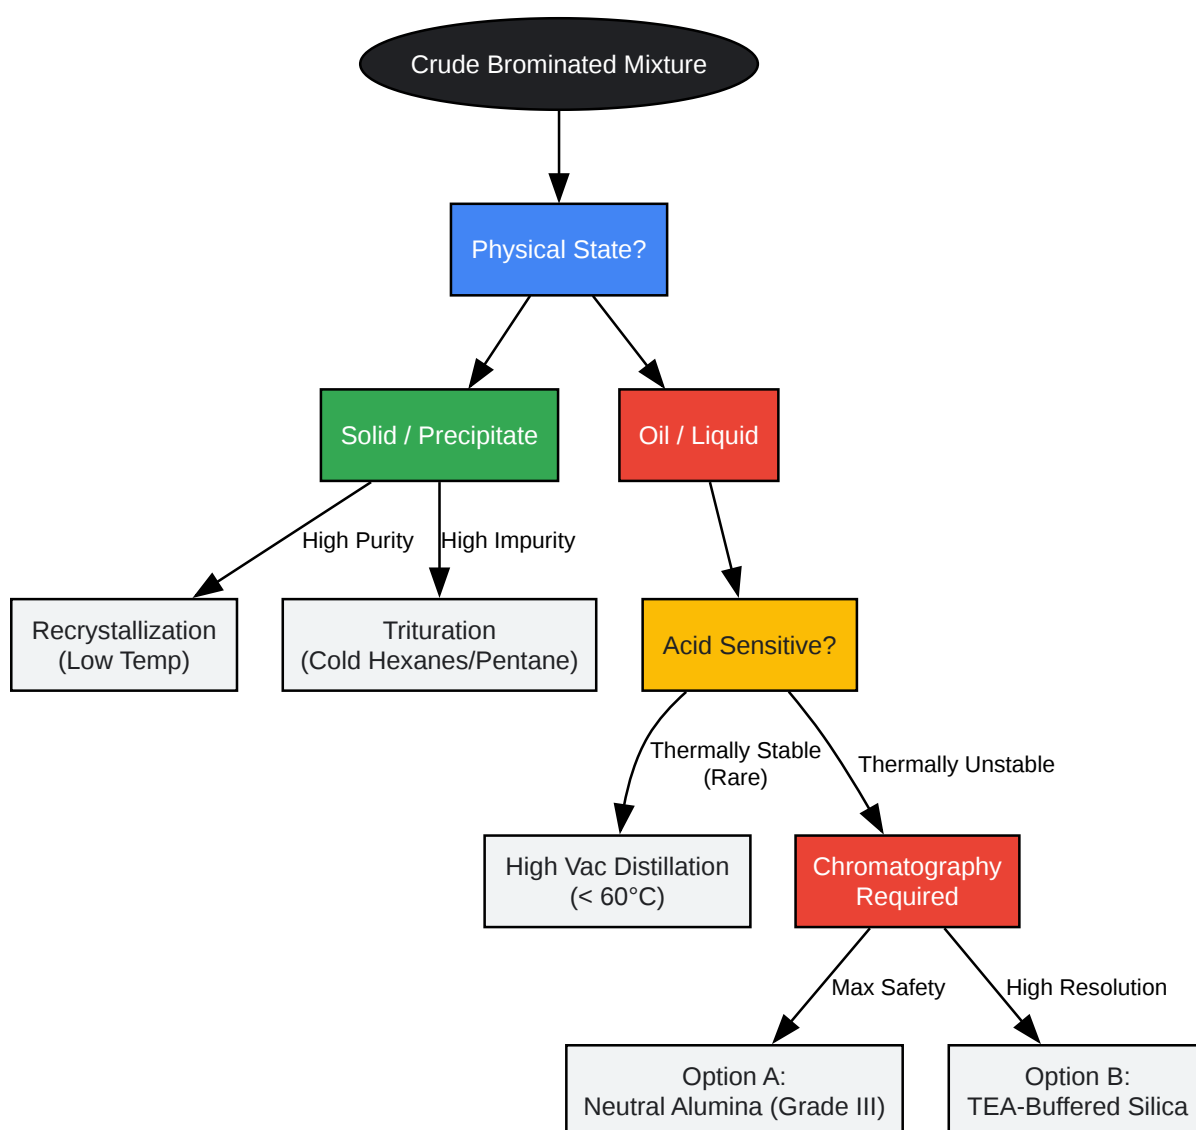 Crude Brominated Mixture
Physical State?
Solid / Precipitate
Oil / Liquid
High Purity
High Impurity
Recrystallization
(Low Temp)
Trituration
(Cold Hexanes/Pentane)
Acid Sensitive?
Thermally Stable
(Rare)
Thermally Unstable
High Vac Distillation
(< 60°C)
Chromatography
Required
Max Safety
High Resolution
Option A:
Neutral Alumina (Grade III)
Option B:
TEA-Buffered Silica